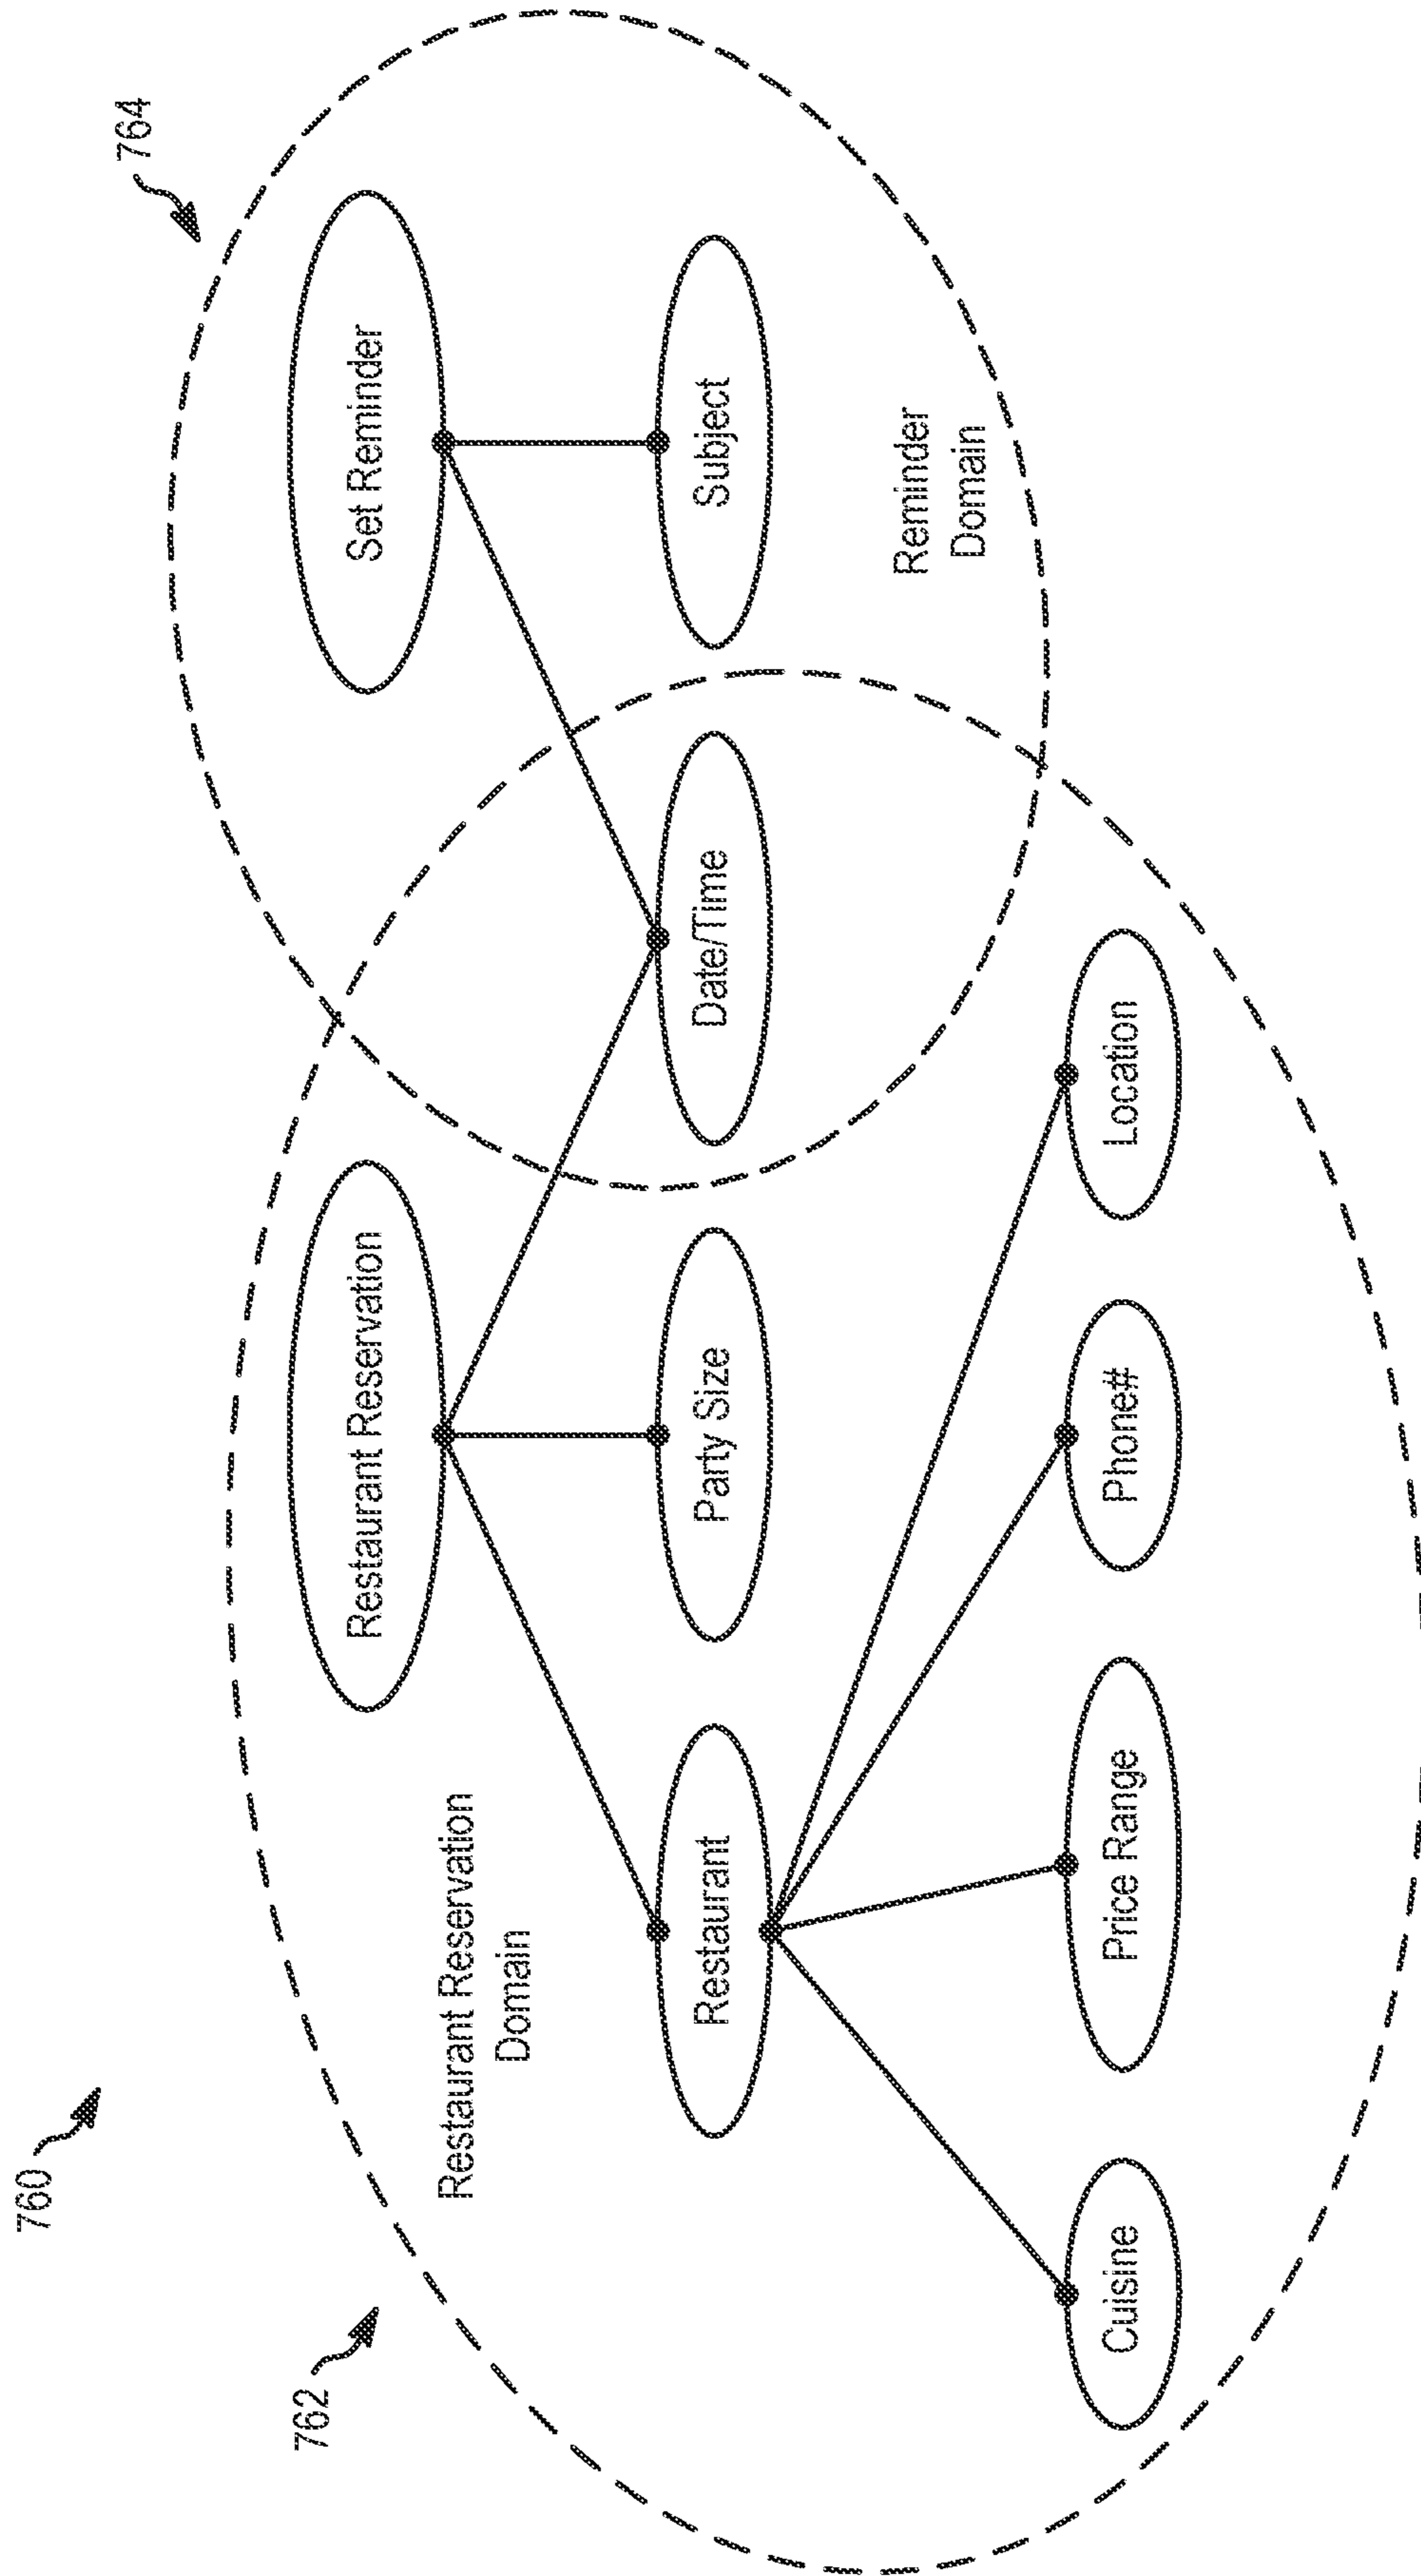 760
762
764
Restaurant Reservation
Set Reminder
Restaurant Reservation
Domain
Restaurant
Party Size
Date/Time
Subject
Reminder
Domain
Cuisine
Price Range
Phone#
Location